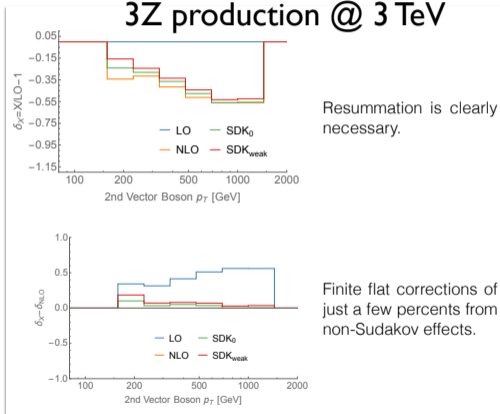 3Z production @ 3 TeV
0.05
-0.15
-0.35
-0.55
-0.75
-0.95
-1.15
δX=X/LO-1
LO SDK0
NLO SDKweak
100 200 500 1000 2000
2nd Vector Boson pT [GeV]
Resummation is clearly
necessary.
1.0
0.5
0.0
-0.5
-1.0
δX-δNLO
LO SDK0
NLO SDKweak
100 200 500 1000 2000
2nd Vector Boson pT [GeV]
Finite flat corrections of
just a few percents from
non-Sudakov effects.